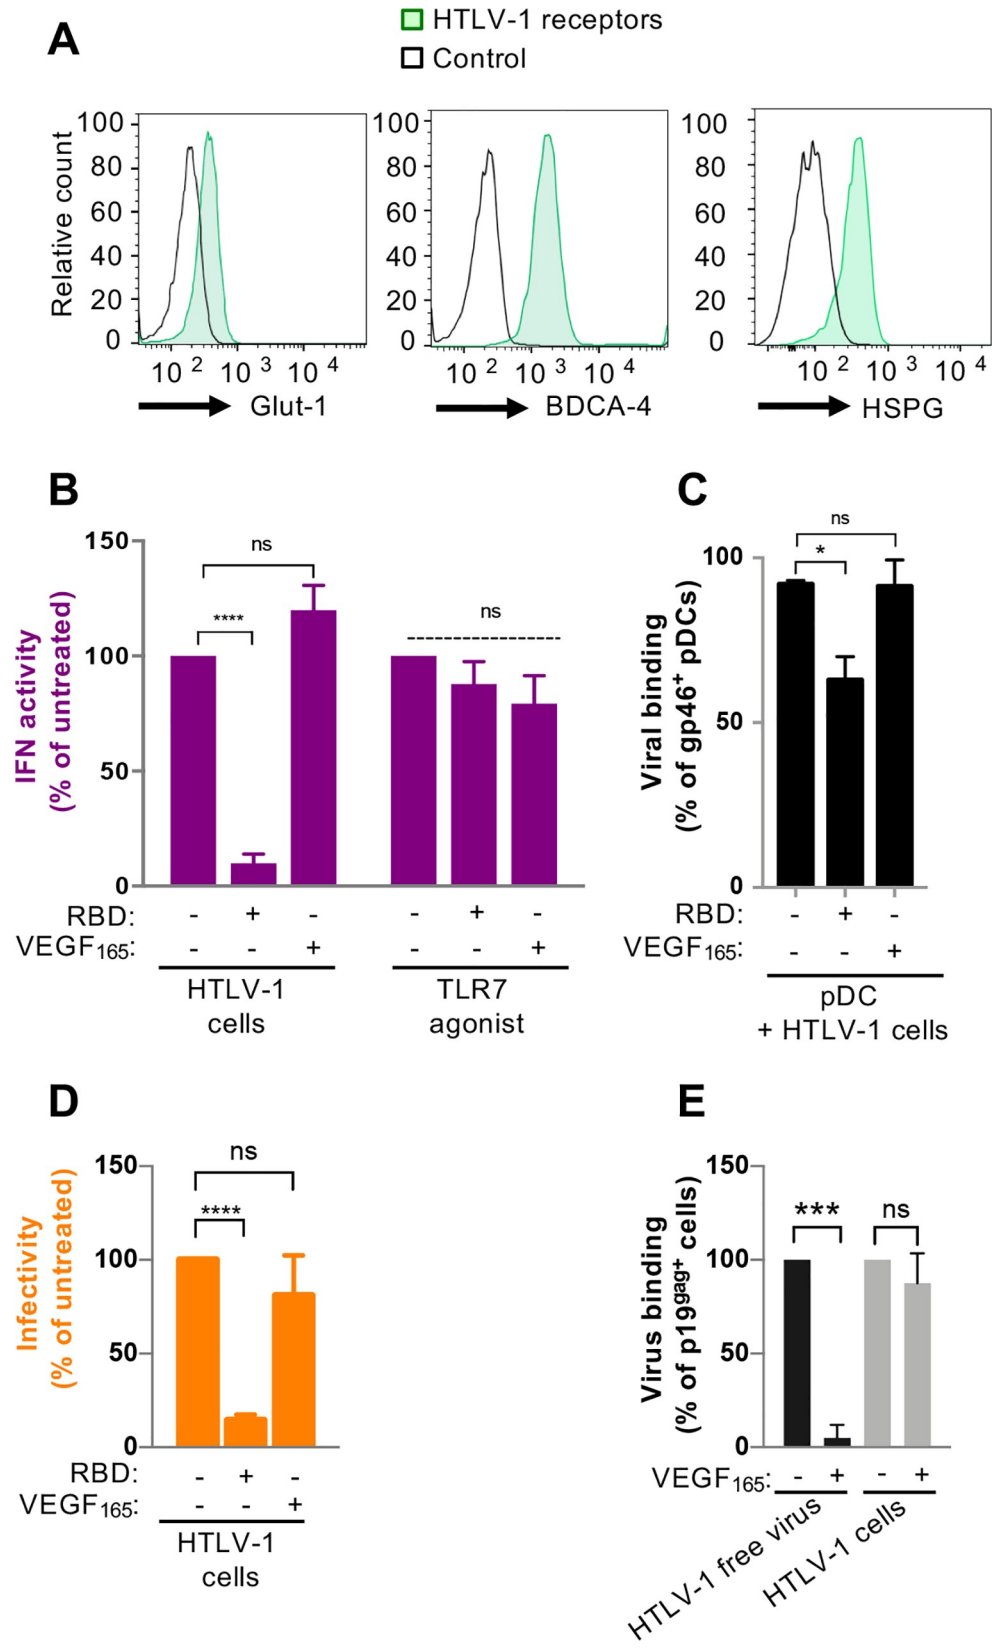 A
HTLV-1 receptors
Control
Relative count
100 80 60 40 20 0
10 2 10 3 10 4
Glut-1
100 80 60 40 20 0
10 2 10 3 10 4
BDCA-4
100 80 60 40 20 0
10 2 10 3 10 4
HSPG
B
IFN activity
(% of untreated)
150
100
50
0
ns
****
ns
RBD: - + - - + -
VEGF165: - - + - - +
HTLV-1
cells
TLR7
agonist
C
Viral binding
(% of gp46+ pDCs)
100
50
0
ns
*
RBD: - + -
VEGF165: - - +
pDC
+ HTLV-1 cells
D
Infectivity
(% of untreated)
150
100
50
0
ns
****
RBD: - + -
VEGF165: - - +
HTLV-1
cells
E
Virus binding
(% of p19gag+ cells)
150
100
50
0
***
ns
VEGF165: - + - +
HTLV-1 free virus
HTLV-1 cells